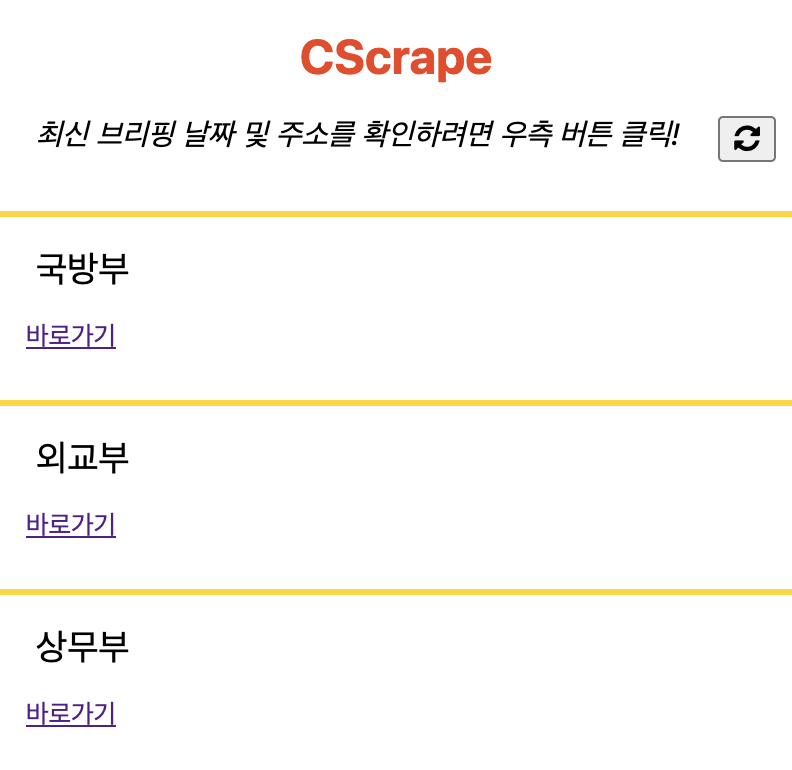 CScrape
최신 브리핑 날짜 및 주소를 확인하려면 우측 버튼 클릭!
국방부
바로가기
외교부
바로가기
상무부
바로가기